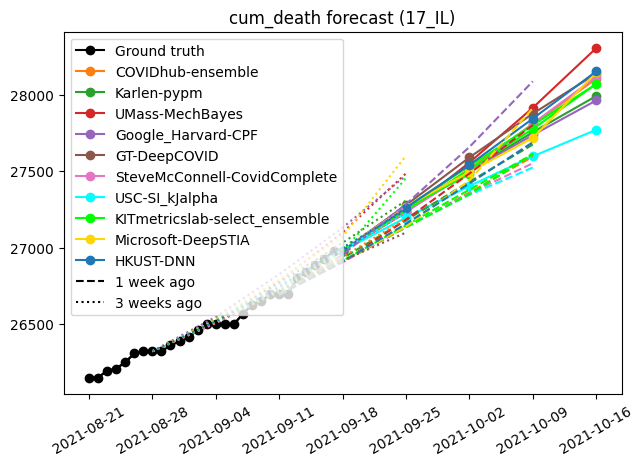 cum_death forecast (17_IL)
Ground truth
COVIDhub-ensemble
Karlen-pypm
UMass-MechBayes
Google_Harvard-CPF
GT-DeepCOVID
SteveMcConnell-CovidComplete
USC-SI_kJalpha
KITmetricslab-select_ensemble
Microsoft-DeepSTIA
HKUST-DNN
1 week ago
3 weeks ago
28000
27500
27000
26500
2021-08-21
2021-08-28
2021-09-04
2021-09-11
2021-09-18
2021-09-25
2021-10-02
2021-10-09
2021-10-16